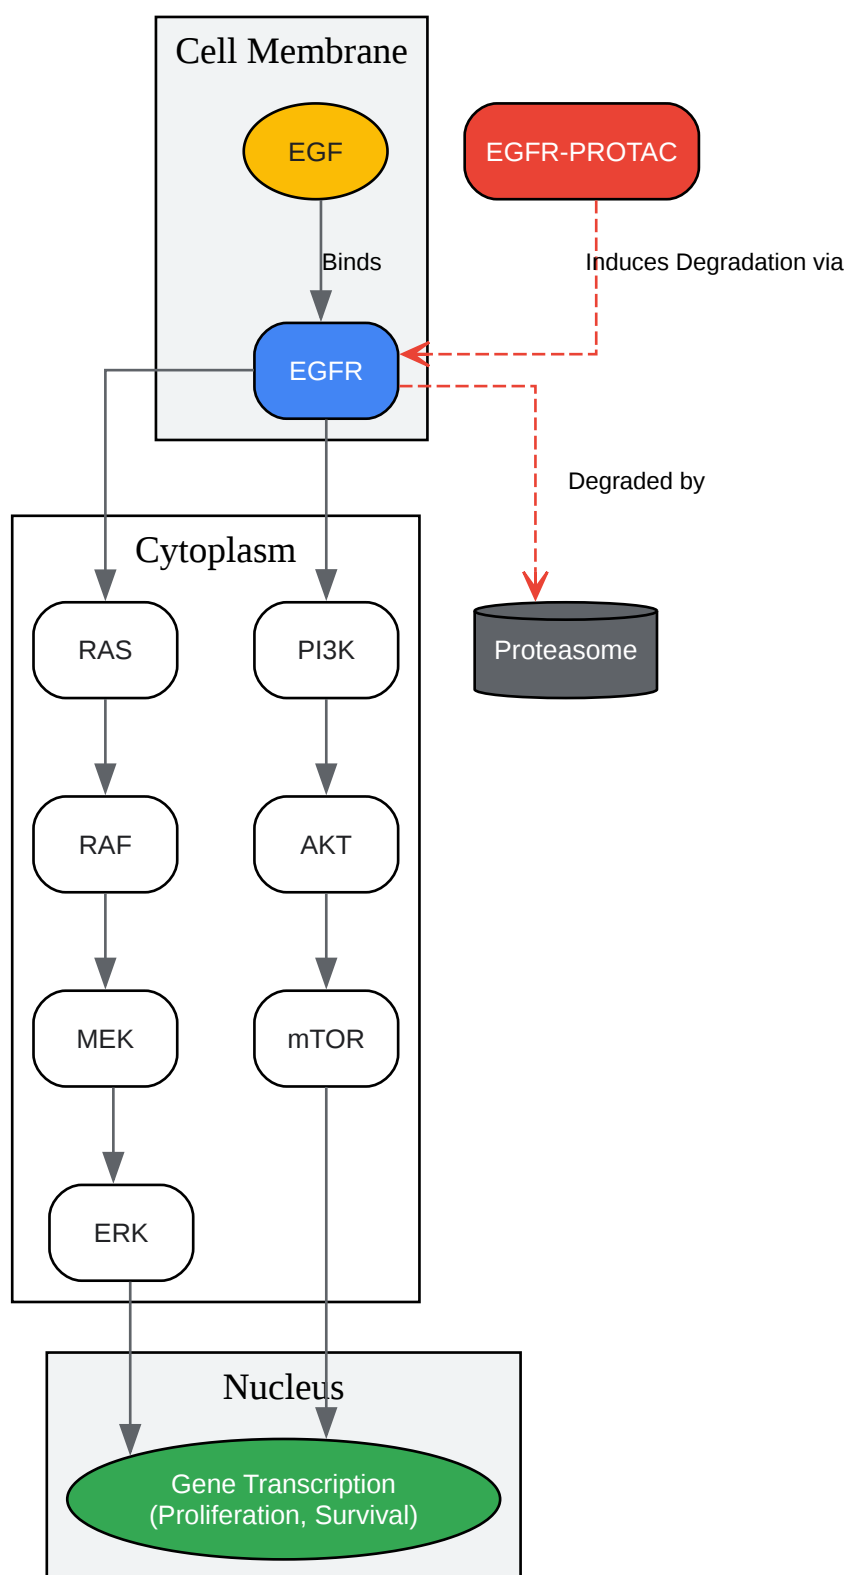 Cell Membrane
EGF
EGFR-PROTAC
Binds
Induces Degradation via
EGFR
Degraded by
Cytoplasm
RAS
PI3K
Proteasome
RAF
AKT
MEK
mTOR
ERK
Nucleus
Gene Transcription
(Proliferation, Survival)